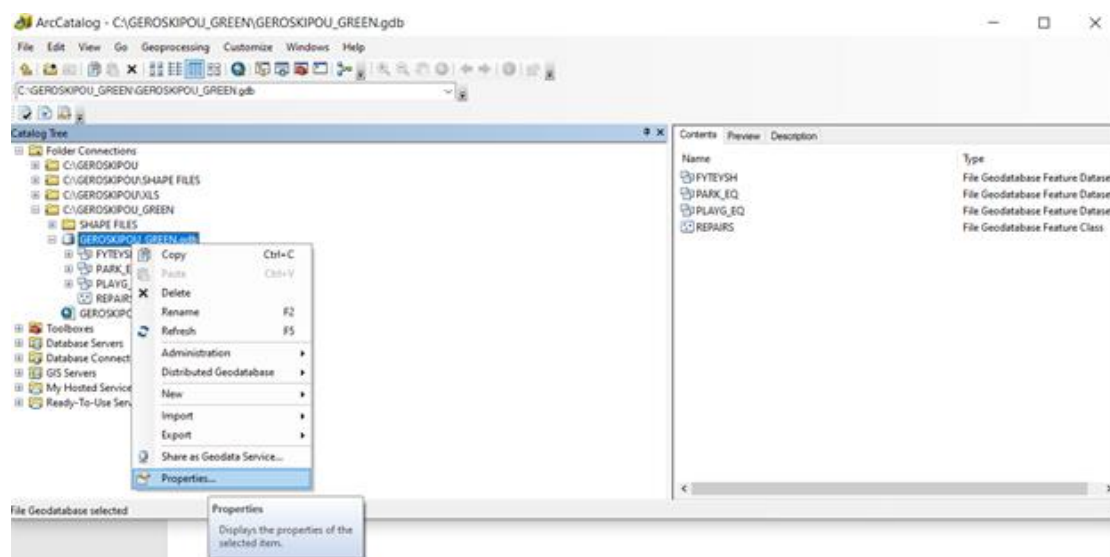 ArcCatalog - C:\GEROSKIPOU_GREEN\GEROSKIPOU_GREEN.gdb
File Edit View Go Geoprocessing Customize Windows Help
C:\GEROSKIPOU_GREEN\GEROSKIPOU_GREEN.gdb
Catalog Tree
Contents Preview Description
Folder Connections
C:\GEROSKIPOU
C:\GEROSKIPOU\SHAPE FILES
C:\GEROSKIPOU\XLS
C:\GEROSKIPOU_GREEN
SHAPE FILES
GEROSKIPOU_GREEN.gdb
FYTEYS
PARK_E
PLAYG_
REPAIRS
GEROSKIPO
Toolboxes
Database Servers
Database Connect
GIS Servers
My Hosted Service
Ready-To-Use Serv
Copy Ctrl+C
Paste Ctrl+V
Delete
Rename F2
Refresh F5
Administration
Distributed Geodatabase
New
Import
Export
Share as Geodata Service...
Properties...
Name Type
FYTEYSH File Geodatabase Feature Datase
PARK_EQ File Geodatabase Feature Datase
PLAYG_EQ File Geodatabase Feature Datase
REPAIRS File Geodatabase Feature Class
File Geodatabase selected
Properties
Displays the properties of the
selected item.